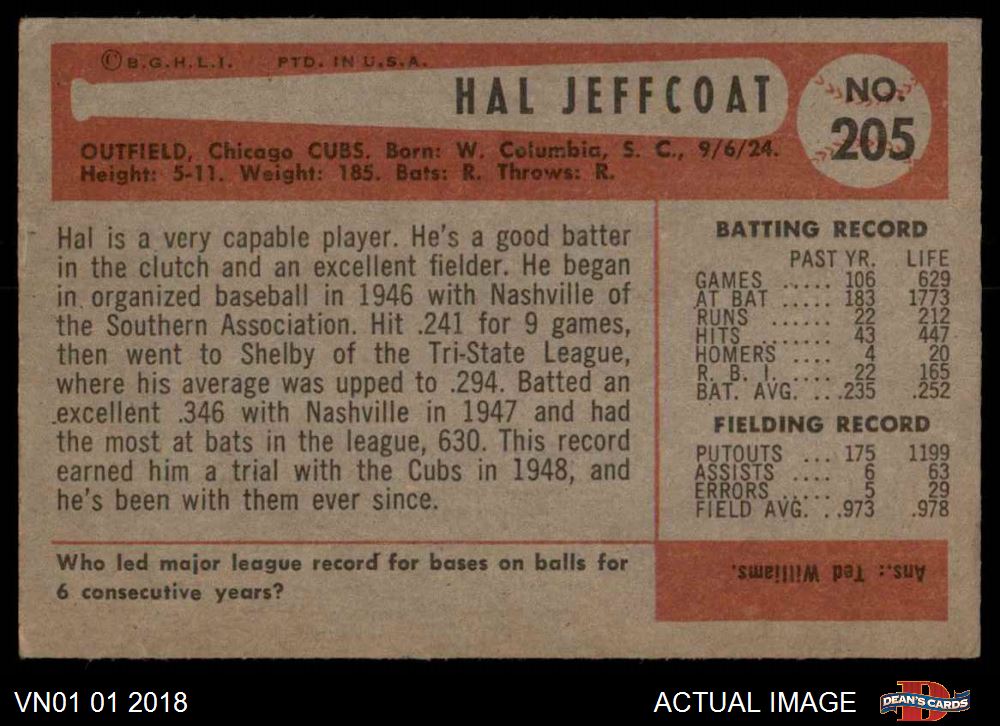 ©B.G.H.L.I. PTD. IN U.S.A.
HAL JEFFCOAT
NO.
205
OUTFIELD, Chicago CUBS. Born: W. Columbia, S. C., 9/6/24.
Height: 5-11. Weight: 185. Bats: R. Throws: R.
Hal is a very capable player. He's a good batter
in the clutch and an excellent fielder. He began
in organized baseball in 1946 with Nashville of
the Southern Association. Hit .241 for 9 games,
then went to Shelby of the Tri-State League,
where his average was upped to .294. Batted an
excellent .346 with Nashville in 1947 and had
the most at bats in the league, 630. This record
earned him a trial with the Cubs in 1948, and
he's been with them ever since.
BATTING RECORD
PAST YR. LIFE
GAMES ..... 106 629
AT BAT ..... 183 1773
RUNS ...... 22 212
HITS ....... 43 447
HOMERS .... 4 20
R. B. I. ..... 22 165
BAT. AVG. ...235 .252
FIELDING RECORD
PUTOUTS ... 175 1199
ASSISTS .... 6 63
ERRORS ..... 5 29
FIELD AVG. ..973 .978
Who led major league record for bases on balls for
6 consecutive years?
Ans.: Ted Williams.
VN01 01 2018
ACTUAL IMAGE
DEAN'S CARDS